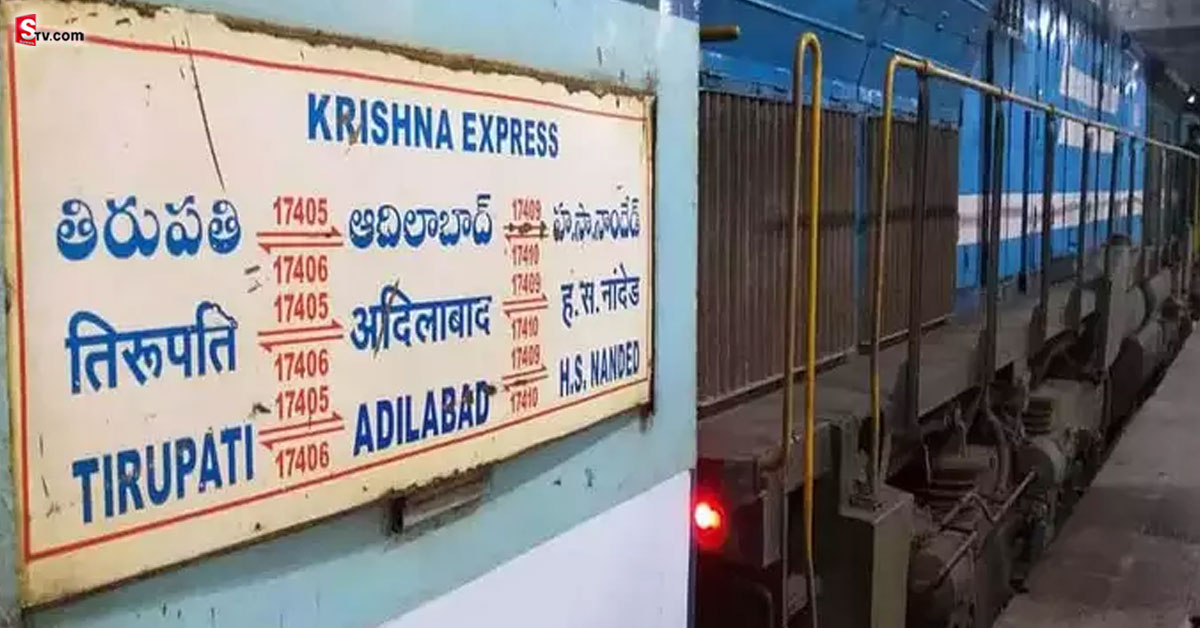 STV.com
KRISHNA EXPRESS
తిరుపతి 17405 ఆదిలాబాద్ 17409 హ.సా.నాందేడ్
17406 17410
तिरूपति 17405 अदिलाबाद 17409 ह.स.नांदेड
17406 17410
TIRUPATI 17405 ADILABAD 17409 H.S. NANDED
17406 17410